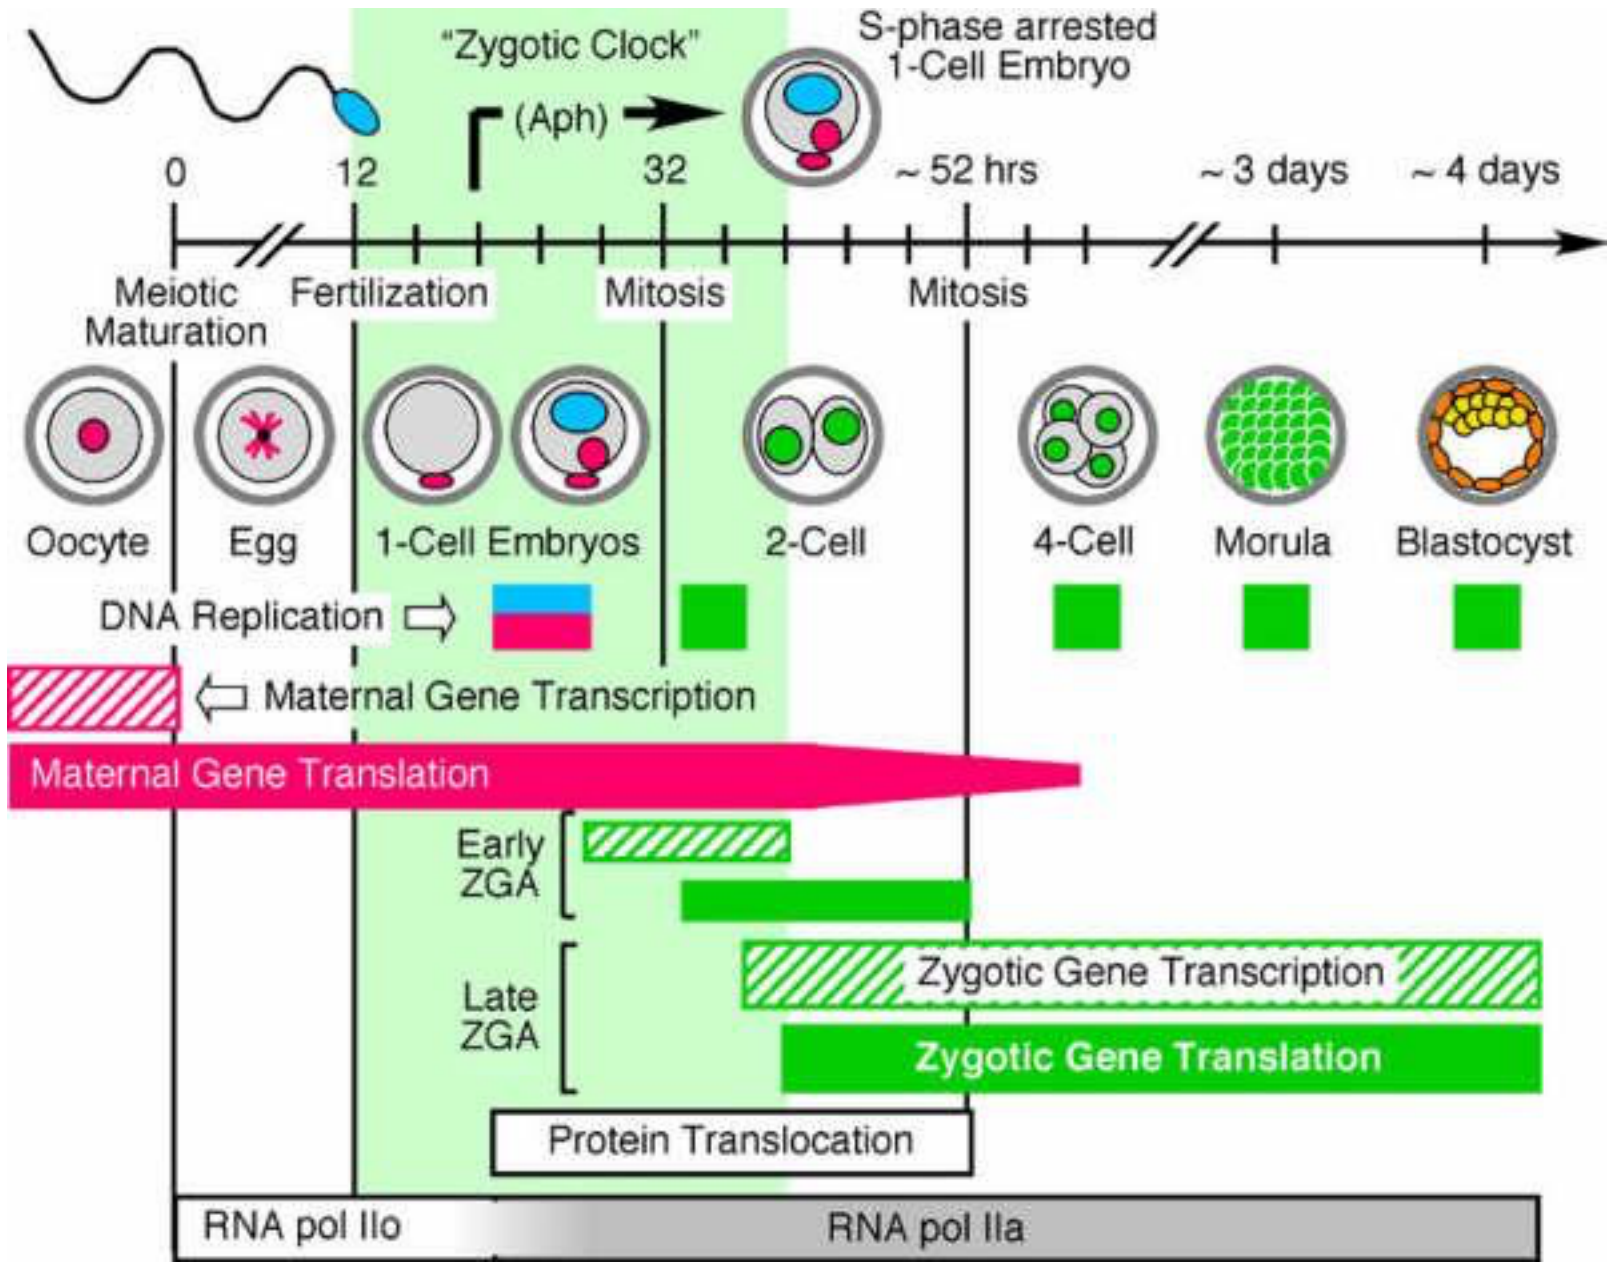 “Zygotic Clock”
S-phase arrested
1-Cell Embryo
(Aph)
0
12
32
~ 52 hrs
~ 3 days
~ 4 days
Meiotic
Maturation
Fertilization
Mitosis
Mitosis
Oocyte
Egg
1-Cell Embryos
2-Cell
4-Cell
Morula
Blastocyst
DNA Replication
Maternal Gene Transcription
Maternal Gene Translation
Early
ZGA
Late
ZGA
Zygotic Gene Transcription
Zygotic Gene Translation
Protein Translocation
RNA pol IIo
RNA pol IIa